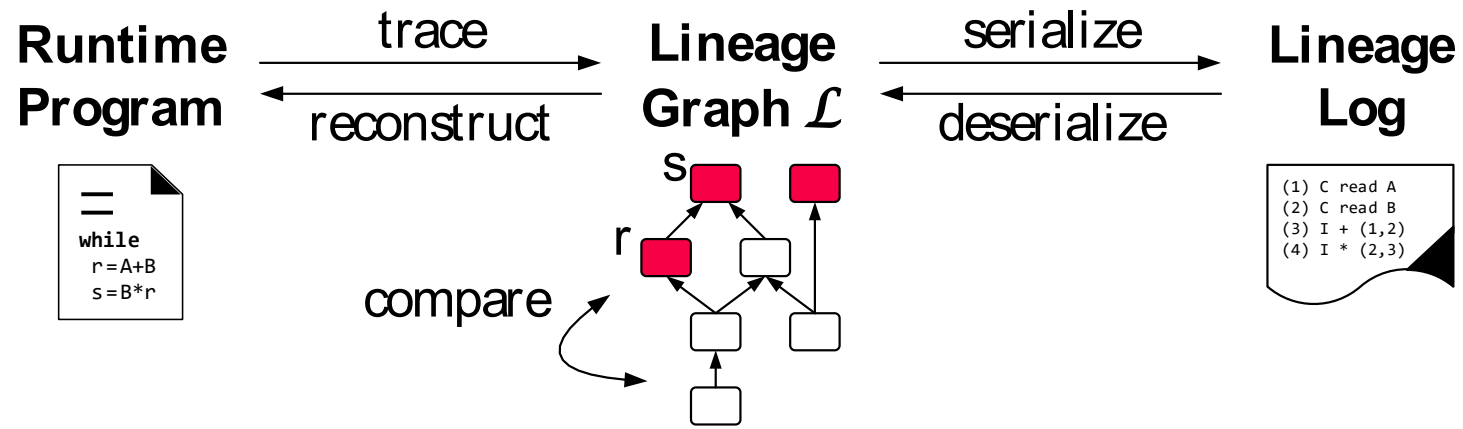 Runtime
Program
trace
reconstruct
Lineage
Graph ℒ
serialize
deserialize
Lineage
Log
while
r=A+B
s=B*r
compare
s
r
(1) C read A
(2) C read B
(3) I + (1,2)
(4) I * (2,3)